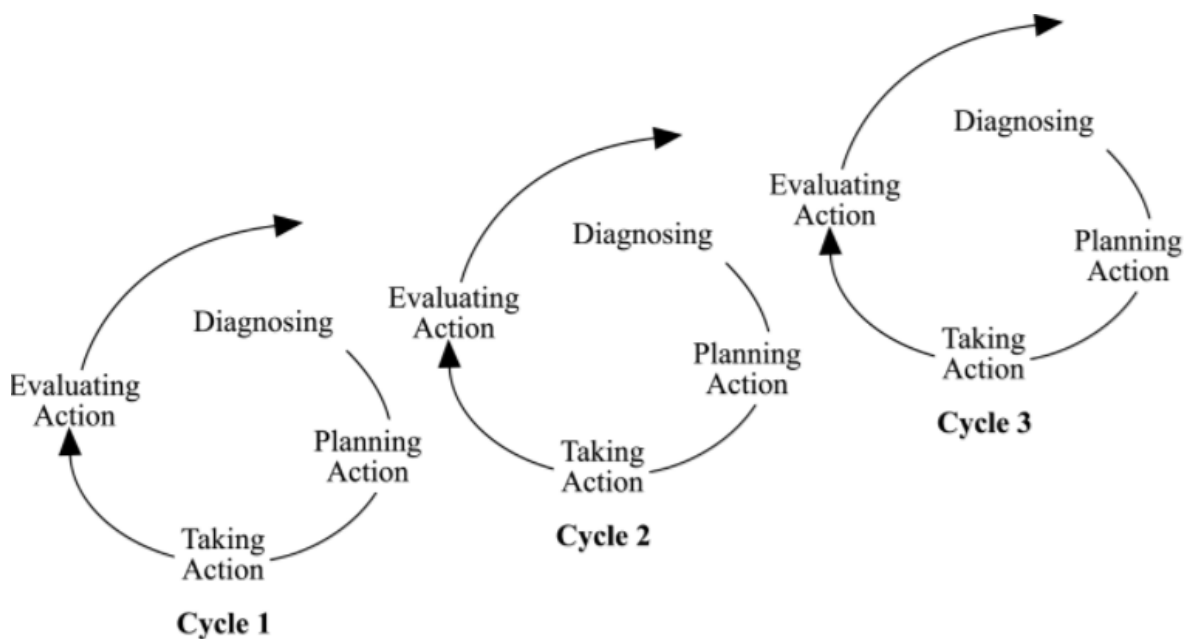 Diagnosing
Planning
Action
Taking
Action
Evaluating
Action
Cycle 1
Diagnosing
Planning
Action
Taking
Action
Evaluating
Action
Cycle 2
Diagnosing
Planning
Action
Taking
Action
Evaluating
Action
Cycle 3